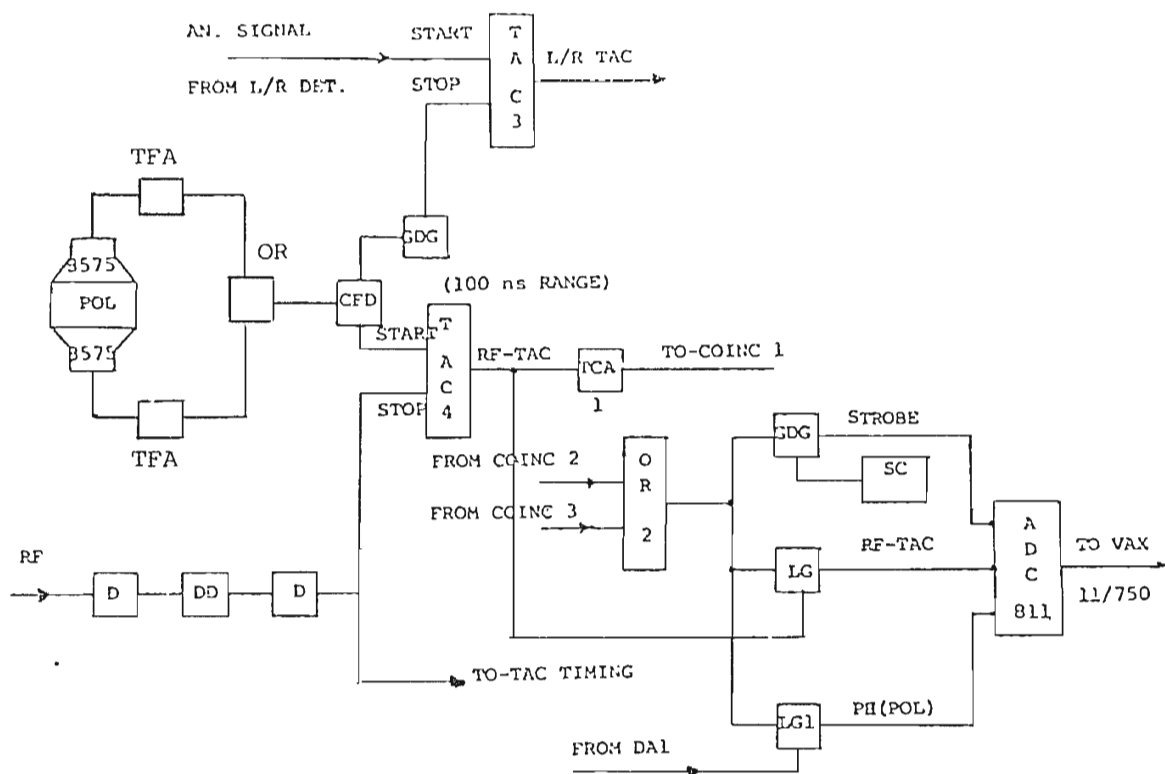 AN. SIGNAL
START
FROM L/R DET.
STOP
T
A
C
3
L/R TAC
TFA
GDG
OR
8575
POL
8575
CFD
(100 ns RANGE)
START
T
A
C
4
RF-TAC
TCA
1
TO-COINC 1
STOP
TFA
FROM COINC 2
FROM COINC 3
O
R
2
GDG
STROBE
SC
RF
D
DD
D
LG
RF-TAC
A
D
C
811
TO VAX
11/750
TO-TAC TIMING
LG1
PH(POL)
FROM DA1